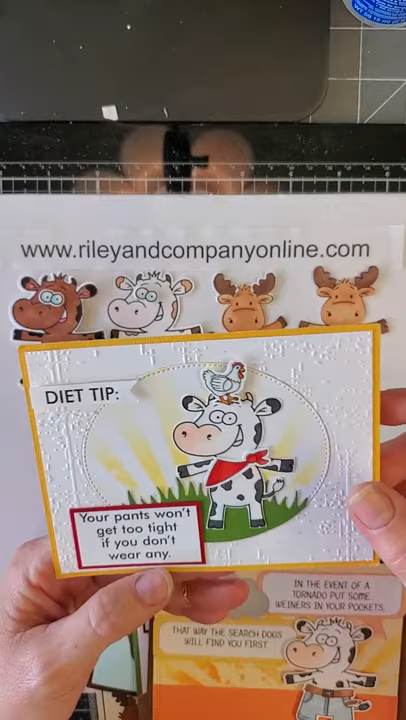 www.rileyandcompanyonline.com
DIET TIP:
Your pants won't
get too tight
if you don't
wear any.
IN THE EVENT OF A
TORNADO PUT SOME
WEINERS IN YOUR POCKETS.
THAT WAY THE SEARCH DOGS
WILL FIND YOU FIRST.